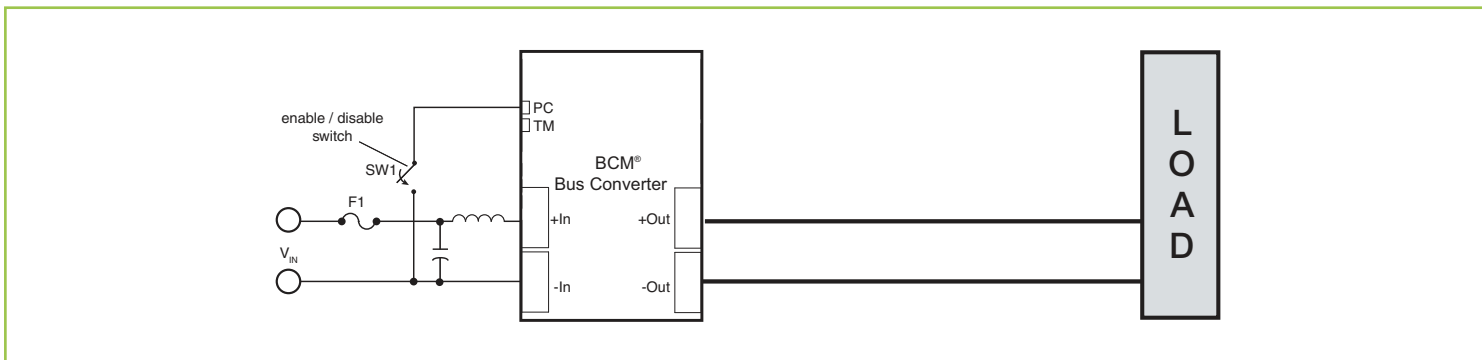 enable / disable
switch
SW1
F1
V_IN
PC
TM
BCM®
Bus Converter
+In
+Out
-In
-Out
L
O
A
D